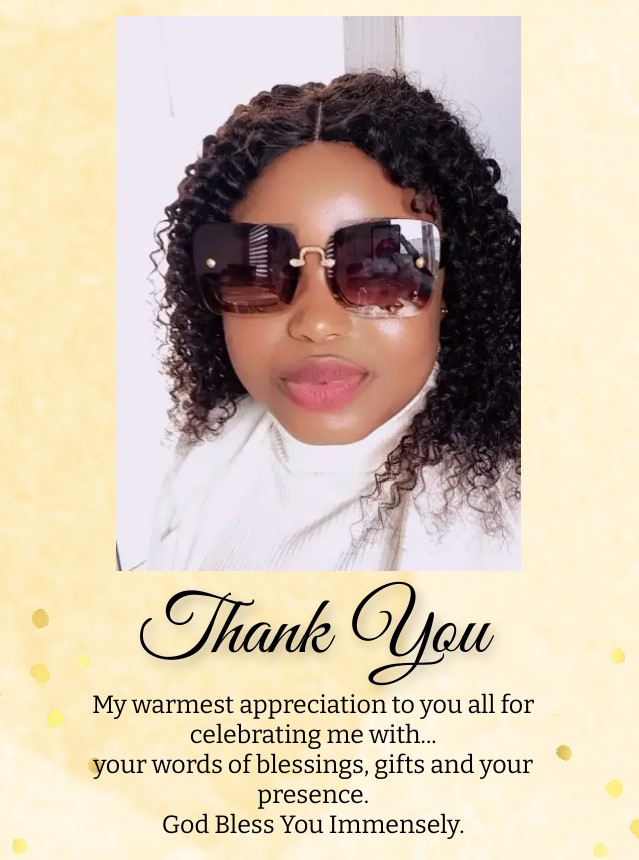 Thank You
My warmest appreciation to you all for
celebrating me with...
your words of blessings, gifts and your
presence.
God Bless You Immensely.